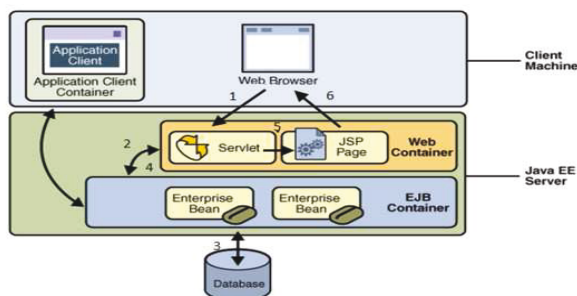 Application
Client
Application Client
Container
Web Browser
Client
Machine
1
6
5
2
4
Servlet
JSP
Page
Web
Container
Java EE
Server
Enterprise
Bean
Enterprise
Bean
EJB
Container
3
Database